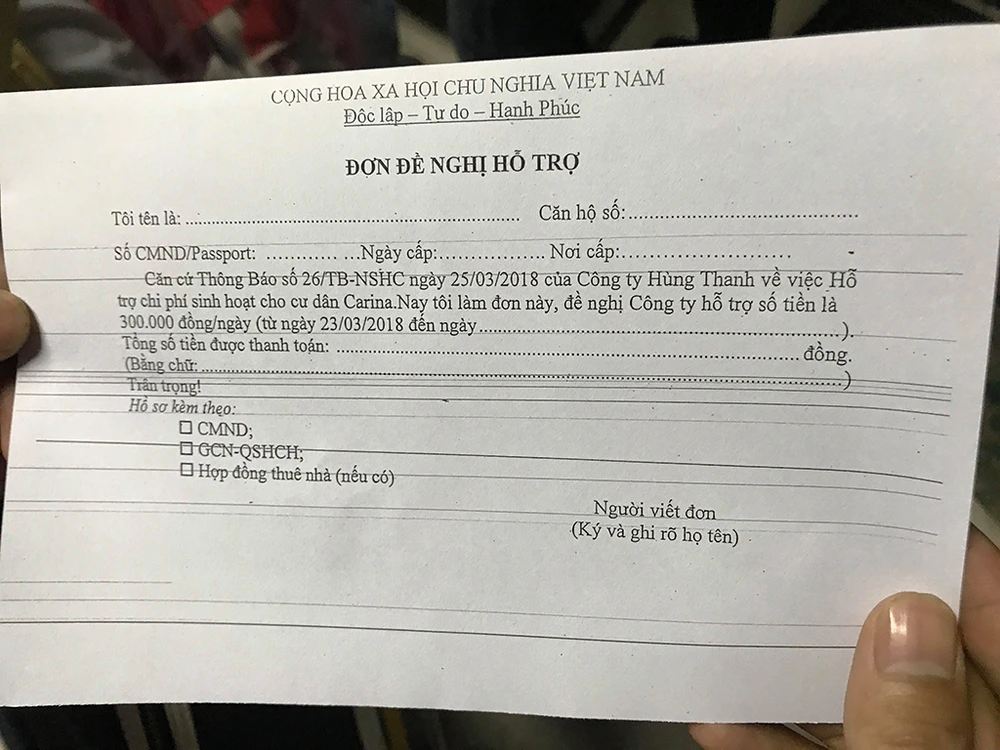 CỘNG HOA XA HỘI CHU NGHIA VIỆT NAM
Độc lập – Tư do – Hanh Phúc
ĐƠN ĐỀ NGHỊ HỖ TRỢ
Tôi tên là: ............................................................... Căn hộ số:............................................
Số CMND/Passport: ............ ...Ngày cấp:.................... Nơi cấp:................................
Căn cứ Thông Báo số 26/TB-NSHC ngày 25/03/2018 của Công ty Hùng Thanh về việc Hỗ
trợ chi phí sinh hoạt cho cư dân Carina.Nay tôi làm đơn này, đề nghị Công ty hỗ trợ số tiền là
300.000 đồng/ngày (từ ngày 23/03/2018 đến ngày......................................................................).
Tổng số tiền được thanh toán: ........................................................................................ đồng.
(Bằng chữ:...........................................................................................................................)
Trân trọng!
Hồ sơ kèm theo:
☐ CMND;
☐ GCN-QSHCH;
☐ Hợp đồng thuê nhà (nếu có)
Người viết đơn
(Ký và ghi rõ họ tên)